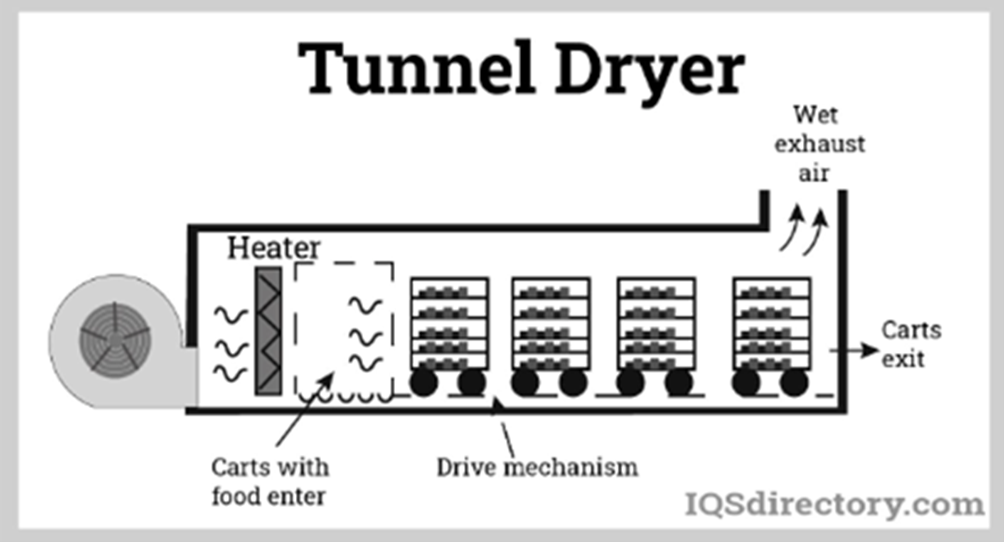 Tunnel Dryer
Wet
exhaust
air
Heater
Carts
exit
Carts with
food enter
Drive mechanism
IQSdirectory.com